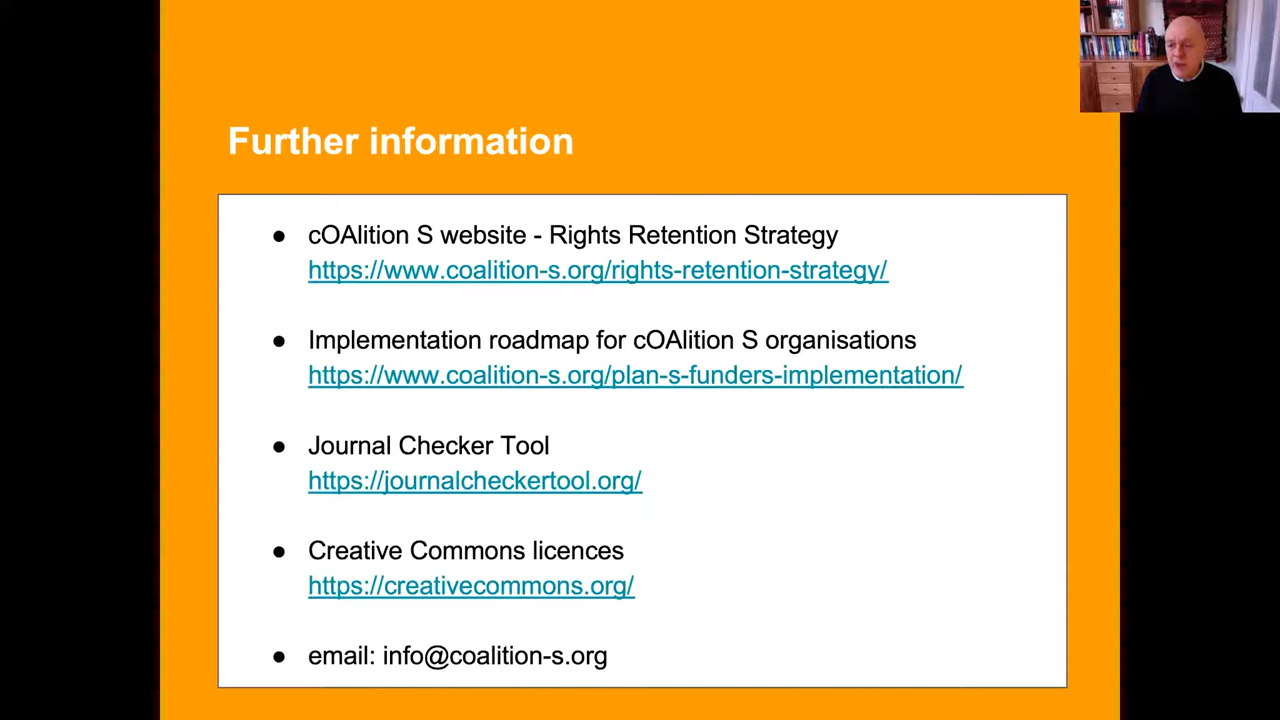 Further information
● cOAlition S website - Rights Retention Strategy
https://www.coalition-s.org/rights-retention-strategy/
● Implementation roadmap for cOAlition S organisations
https://www.coalition-s.org/plan-s-funders-implementation/
● Journal Checker Tool
https://journalcheckertool.org/
● Creative Commons licences
https://creativecommons.org/
● email: info@coalition-s.org